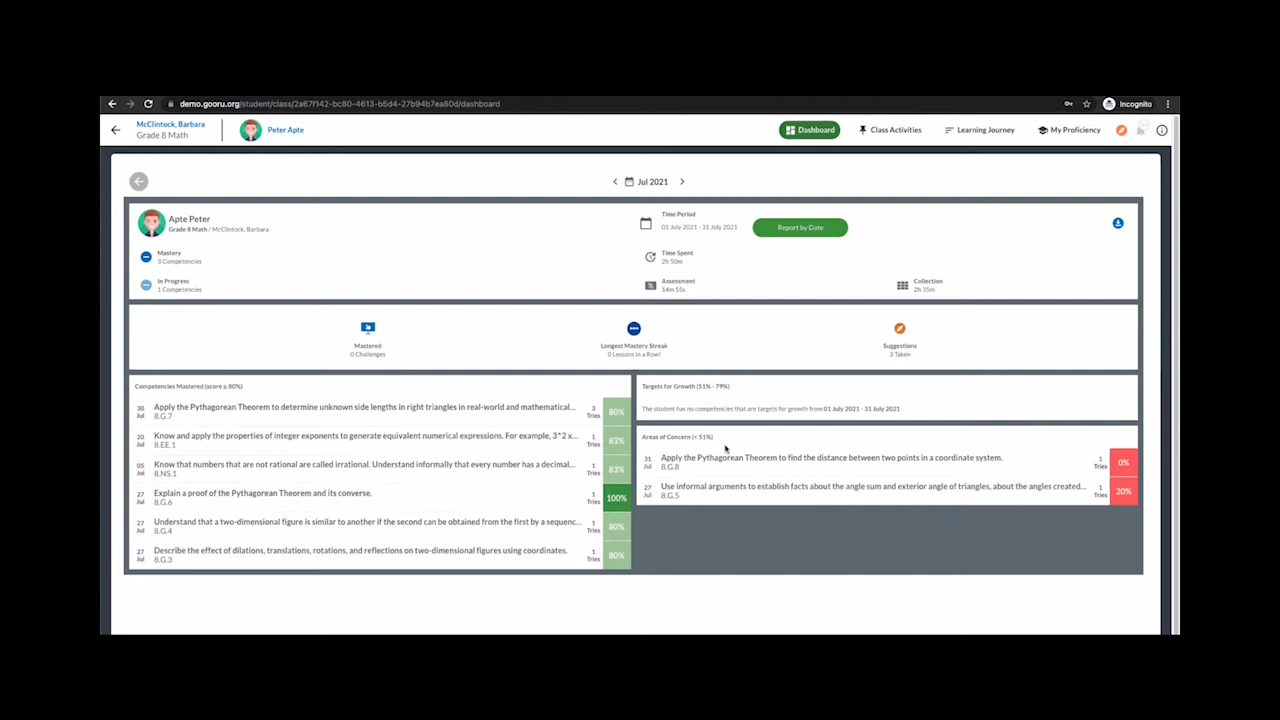 demo.gooru.org/student/class/2a67f142-bc80-4613-b5d4-27b94b7ea80d/dashboard
Incognito
McClintock, Barbara
Grade 8 Math
Peter Apte
Dashboard
Class Activities
Learning Journey
My Proficiency
Jul 2021
Apte Peter
Grade 8 Math / McClintock, Barbara
Time Period
01 July 2021 - 31 July 2021
Report by Date
Mastery
3 Competencies
Time Spent
2h 50m
In Progress
1 Competencies
Assessment
14m 55s
Collection
2h 35m
Mastered
0 Challenges
Longest Mastery Streak
0 Lessons in a Row!
Suggestions
3 Taken
Competencies Mastered (score ≥ 80%)
30 Jul Apply the Pythagorean Theorem to determine unknown side lengths in right triangles in real-world and mathematical... 3 Tries 80%
8.G.7
20 Jul Know and apply the properties of integer exponents to generate equivalent numerical expressions. For example, 3^2 x... 1 Tries 83%
8.EE.1
05 Jul Know that numbers that are not rational are called irrational. Understand informally that every number has a decimal... 1 Tries 83%
8.NS.1
27 Jul Explain a proof of the Pythagorean Theorem and its converse. 1 Tries 100%
8.G.6
27 Jul Understand that a two-dimensional figure is similar to another if the second can be obtained from the first by a sequenc... 1 Tries 80%
8.G.4
27 Jul Describe the effect of dilations, translations, rotations, and reflections on two-dimensional figures using coordinates. 1 Tries 80%
8.G.3
Targets for Growth (51% - 79%)
The student has no competencies that are targets for growth from 01 July 2021 - 31 July 2021
Areas of Concern (< 51%)
31 Jul Apply the Pythagorean Theorem to find the distance between two points in a coordinate system. 1 Tries 0%
8.G.8
27 Jul Use informal arguments to establish facts about the angle sum and exterior angle of triangles, about the angles created... 1 Tries 20%
8.G.5